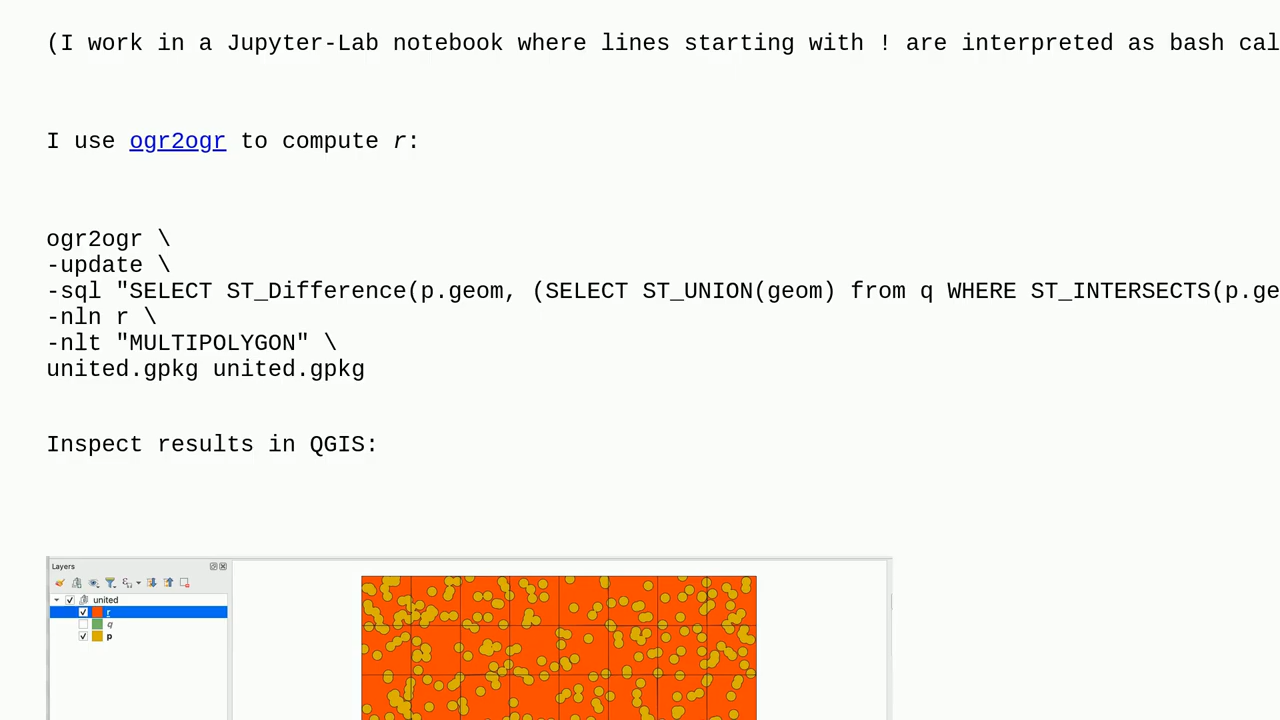 (I work in a Jupyter-Lab notebook where lines starting with ! are interpreted as bash cal
I use ogr2ogr to compute r:
ogr2ogr \
-update \
-sql "SELECT ST_Difference(p.geom, (SELECT ST_UNION(geom) from q WHERE ST_INTERSECTS(p.ge
-nln r \
-nlt "MULTIPOLYGON" \
united.gpkg united.gpkg
Inspect results in QGIS:
Layers
united
r
q
p